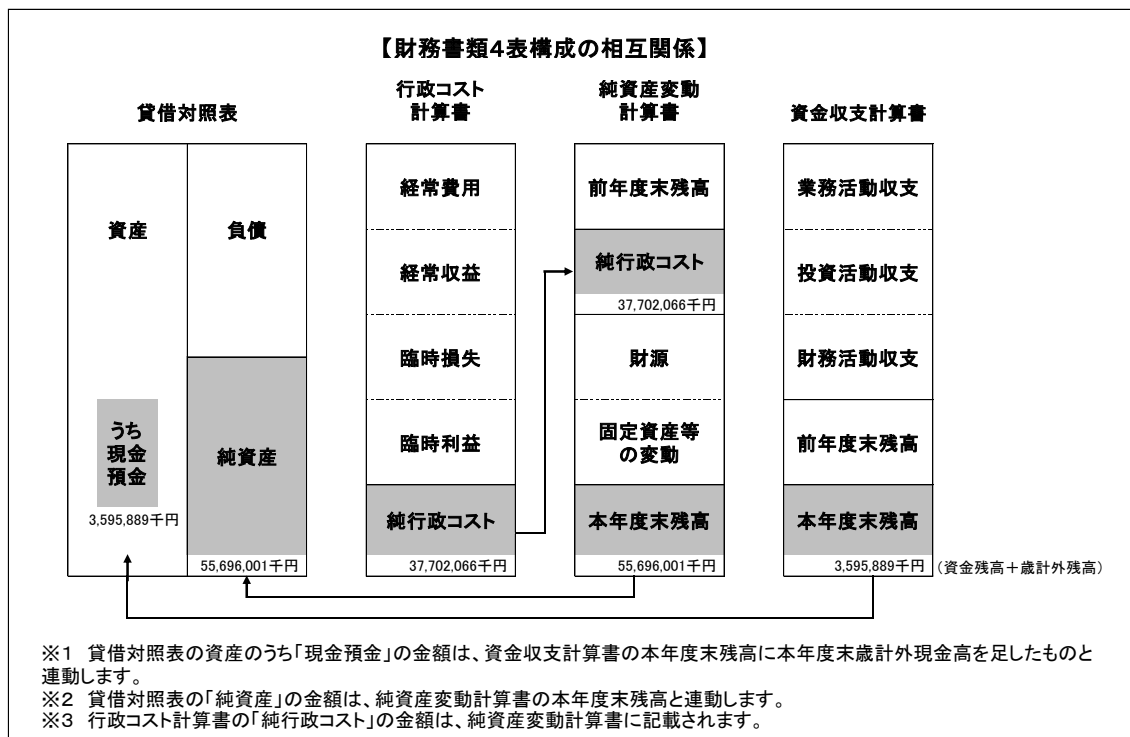 【財務書類4表構成の相互関係】
貸借対照表
行政コスト
計算書
純資産変動
計算書
資金収支計算書
資産
負債
うち
現金
預金
3,595,889千円
純資産
55,696,001千円
経常費用
経常収益
臨時損失
臨時利益
純行政コスト
37,702,066千円
前年度末残高
純行政コスト
37,702,066千円
財源
固定資産等
の変動
本年度末残高
55,696,001千円
業務活動収支
投資活動収支
財務活動収支
前年度末残高
本年度末残高
3,595,889千円
(資金残高+歳計外残高)
※1 貸借対照表の資産のうち「現金預金」の金額は、資金収支計算書の本年度末残高に本年度末歳計外現金高を足したものと
連動します。
※2 貸借対照表の「純資産」の金額は、純資産変動計算書の本年度末残高と連動します。
※3 行政コスト計算書の「純行政コスト」の金額は、純資産変動計算書に記載されます。